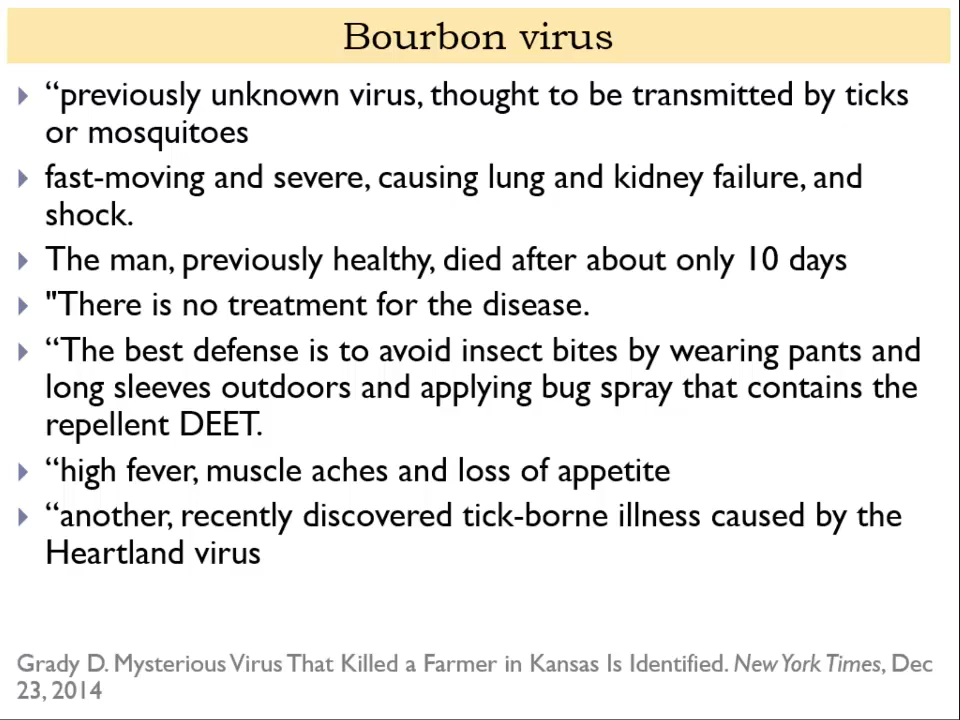 Bourbon virus
“previously unknown virus, thought to be transmitted by ticks
or mosquitoes
fast-moving and severe, causing lung and kidney failure, and
shock.
The man, previously healthy, died after about only 10 days
"There is no treatment for the disease.
“The best defense is to avoid insect bites by wearing pants and
long sleeves outdoors and applying bug spray that contains the
repellent DEET.
“high fever, muscle aches and loss of appetite
“another, recently discovered tick-borne illness caused by the
Heartland virus
Grady D. Mysterious Virus That Killed a Farmer in Kansas Is Identified. New York Times, Dec
23, 2014